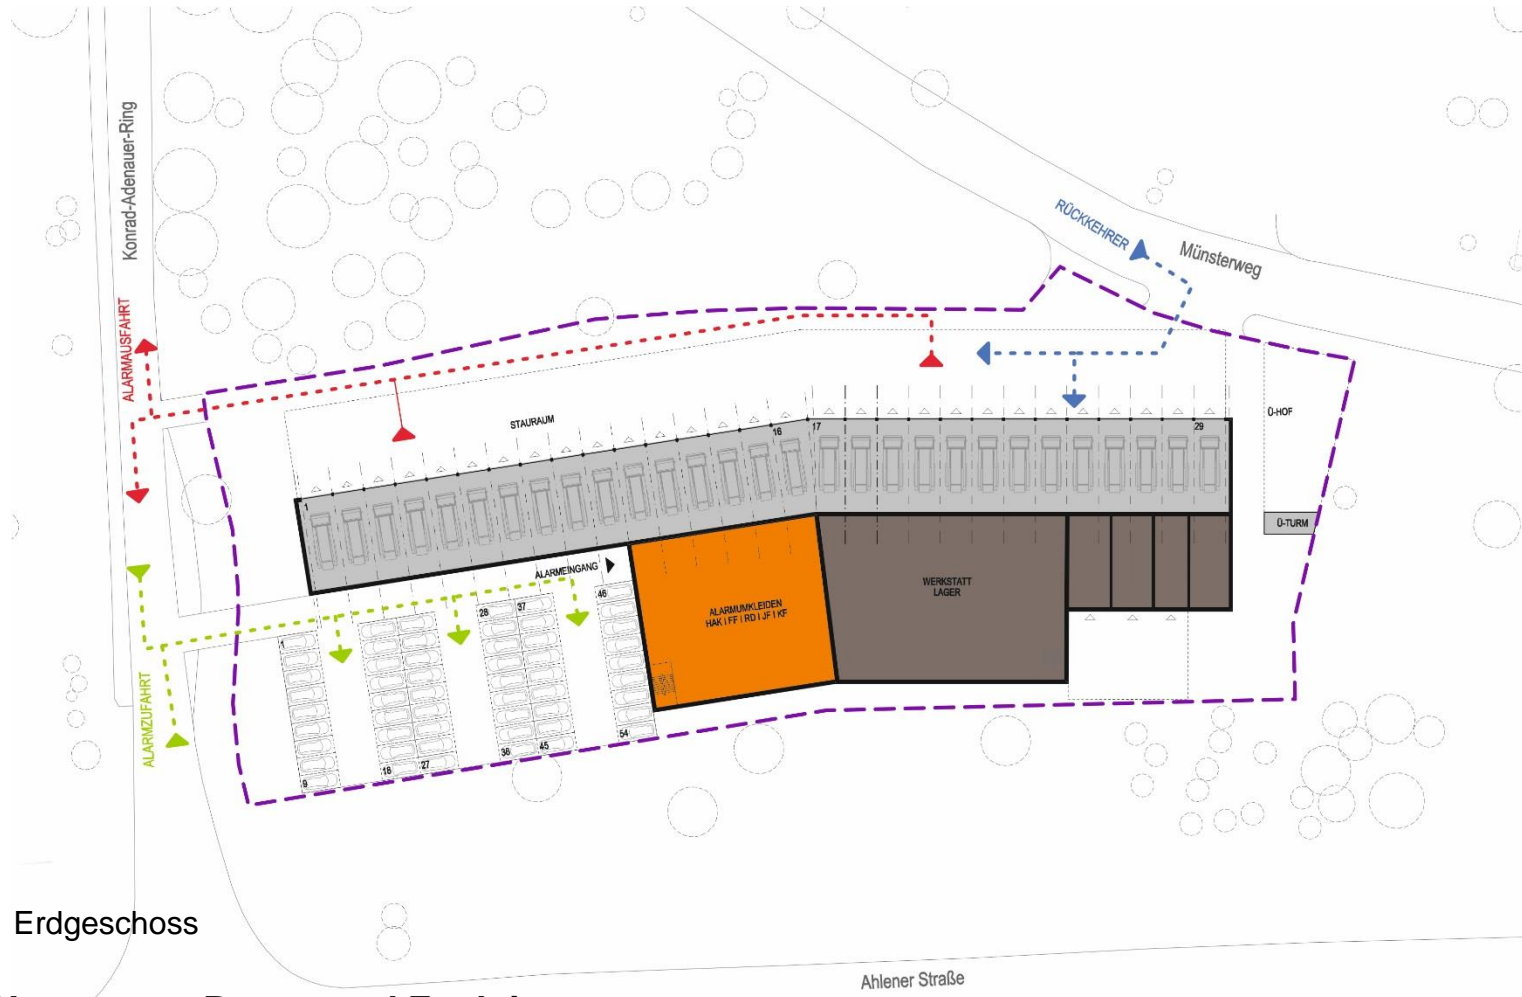 Konrad-Adenauer-Ring
RÜCKKEHRER
Münsterweg
ALARMAUSFAHRT
STAURAUM
16
17
29
Ü-HOF
1
Ü-TURM
ALARMEINGANG
46
28
37
1
ALARMUMKLEIDEN
HAK I FF I RD I JF I KF
WERKSTATT
LAGER
ALARMZUFAHRT
54
36
45
18
27
9
Erdgeschoss
Ahlener Straße